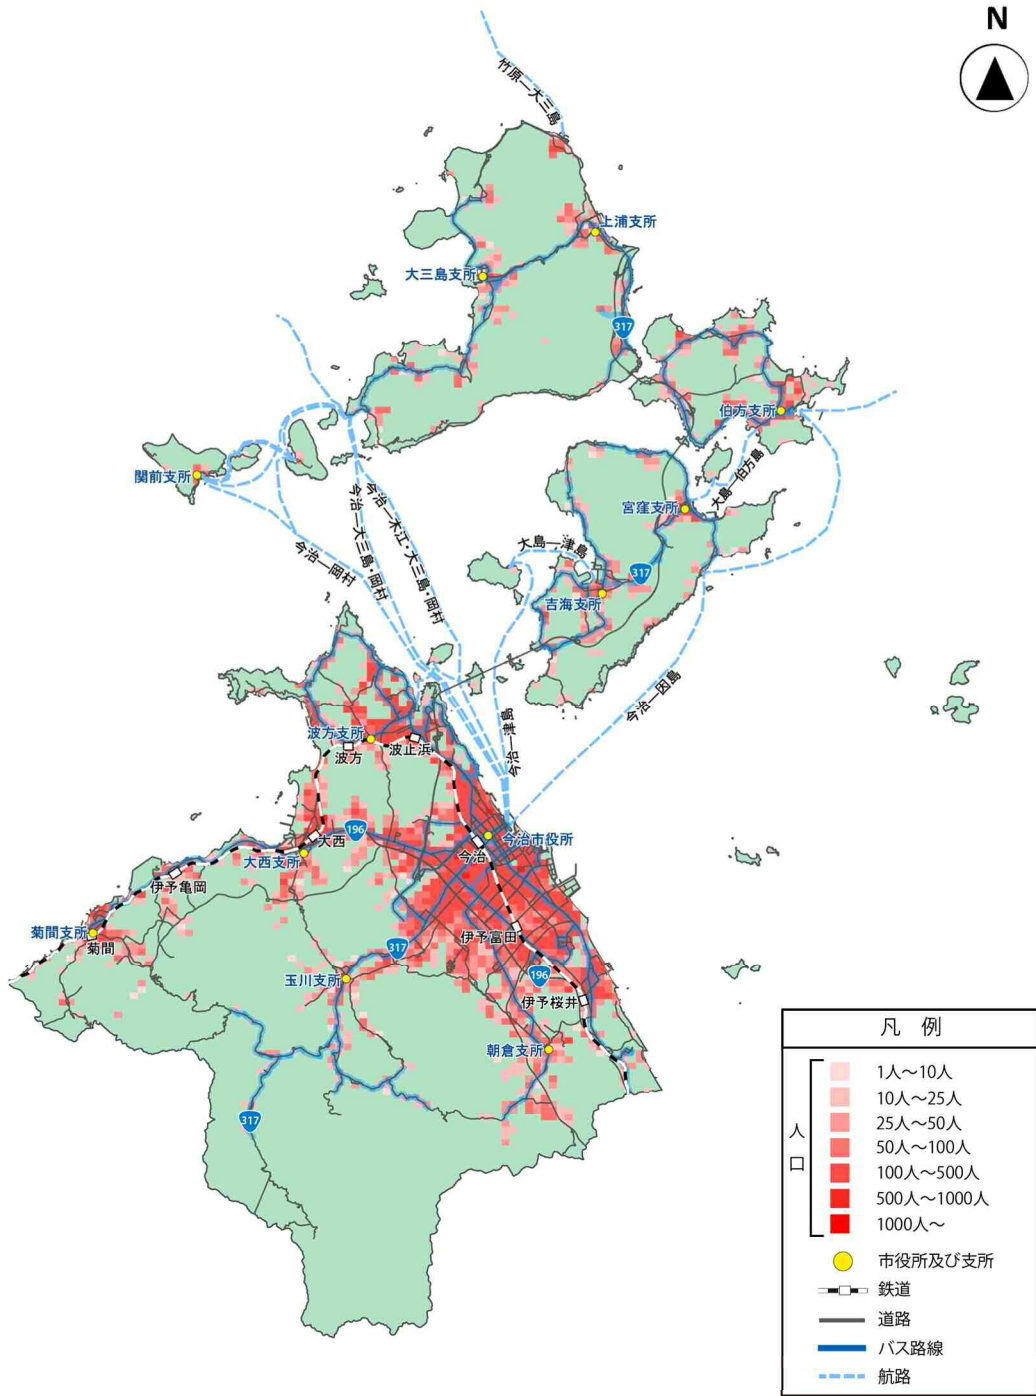 N
竹原―大三島
上浦支所
大三島支所
317
伯方支所
関前支所
大島―伯方島
宮窪支所
今治―大三島・岡村
今治―木江・大三島・岡村
大島―津島
今治―岡村
317
吉海支所
今治―因島
今治―津島
波方支所
波方
波止浜
196
大西
今治市役所
今治
大西支所
伊予亀岡
菊間支所
菊間
伊予富田
317
玉川支所
196
伊予桜井
朝倉支所
317
凡 例
人口
1人～10人
10人～25人
25人～50人
50人～100人
100人～500人
500人～1000人
1000人～
市役所及び支所
鉄道
道路
バス路線
航路